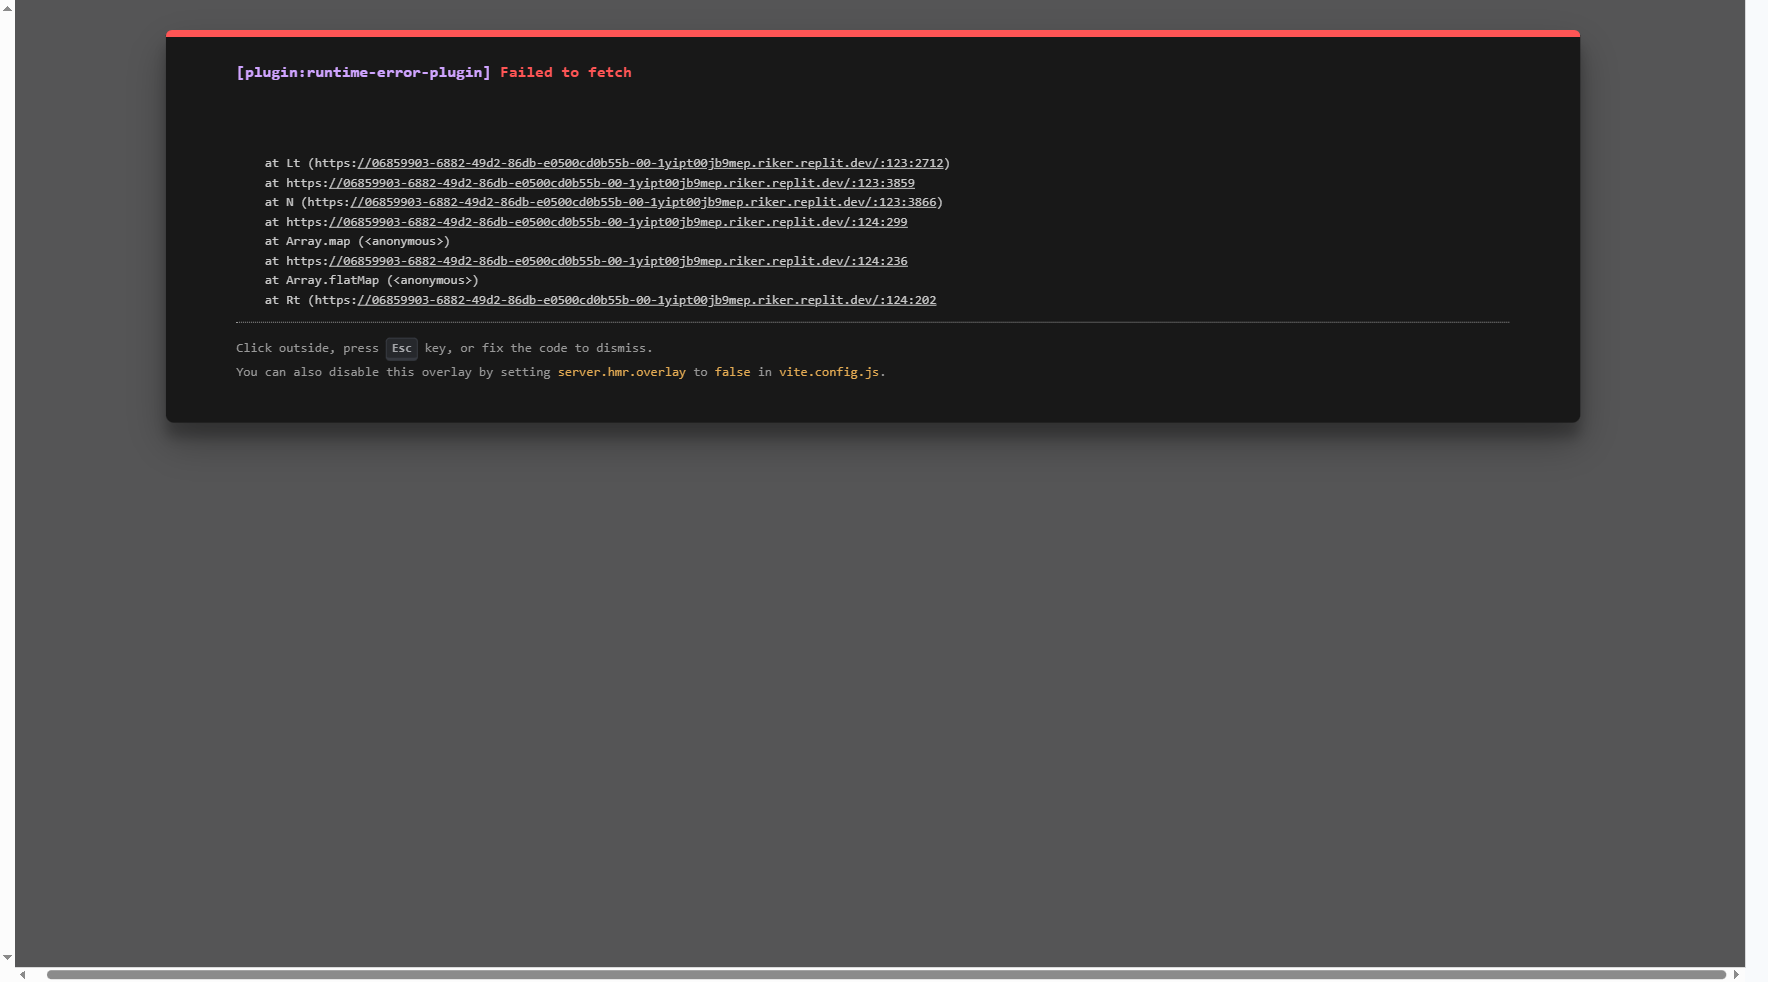 [plugin:runtime-error-plugin] Failed to fetch
at Lt (https://06859903-6882-49d2-86db-e0500cd0b55b-00-1yipt00jb9mep.riker.replit.dev/:123:2712)
at https://06859903-6882-49d2-86db-e0500cd0b55b-00-1yipt00jb9mep.riker.replit.dev/:123:3859
at N (https://06859903-6882-49d2-86db-e0500cd0b55b-00-1yipt00jb9mep.riker.replit.dev/:123:3866)
at https://06859903-6882-49d2-86db-e0500cd0b55b-00-1yipt00jb9mep.riker.replit.dev/:124:299
at Array.map (<anonymous>)
at https://06859903-6882-49d2-86db-e0500cd0b55b-00-1yipt00jb9mep.riker.replit.dev/:124:236
at Array.flatMap (<anonymous>)
at Rt (https://06859903-6882-49d2-86db-e0500cd0b55b-00-1yipt00jb9mep.riker.replit.dev/:124:202
Click outside, press Esc key, or fix the code to dismiss.
You can also disable this overlay by setting server.hmr.overlay to false in vite.config.js.